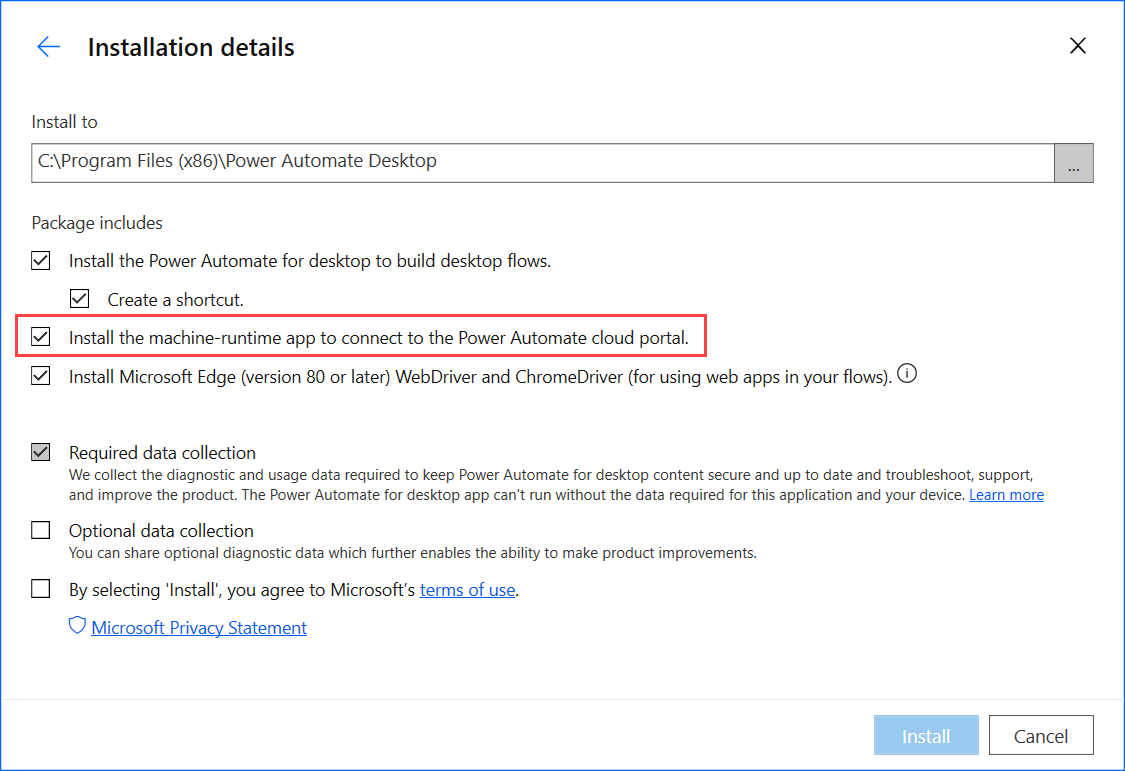 Installation details
Install to
C:\Program Files (x86)\Power Automate Desktop
...
Package includes
Install the Power Automate for desktop to build desktop flows.
Create a shortcut.
Install the machine-runtime app to connect to the Power Automate cloud portal.
Install Microsoft Edge (version 80 or later) WebDriver and ChromeDriver (for using web apps in your flows).
Required data collection
We collect the diagnostic and usage data required to keep Power Automate for desktop content secure and up to date and troubleshoot, support,
and improve the product. The Power Automate for desktop app can't run without the data required for this application and your device. Learn more
Optional data collection
You can share optional diagnostic data which further enables the ability to make product improvements.
By selecting 'Install', you agree to Microsoft’s terms of use.
Microsoft Privacy Statement
Install
Cancel